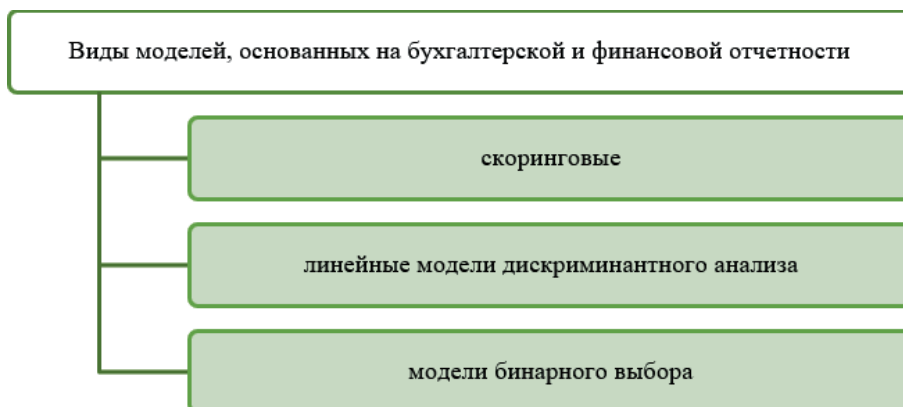 Виды моделей, основанных на бухгалтерской и финансовой отчетности
скоринговые
линейные модели дискриминантного анализа
модели бинарного выбора